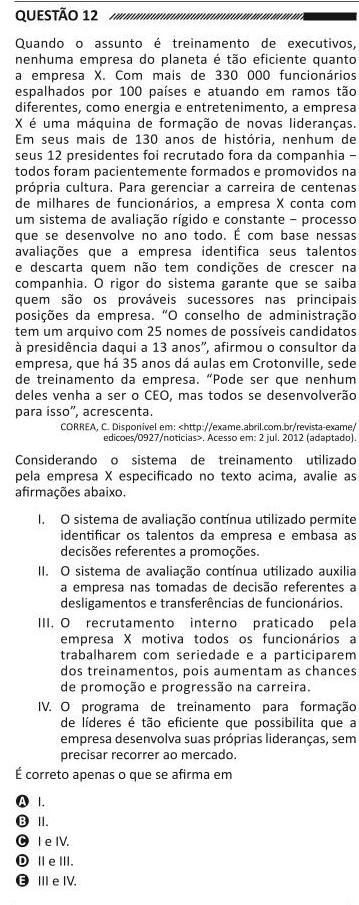 QUESTÃO 12
Quando o assunto é treinamento de executivos,
nenhuma empresa do planeta é tão eficiente quanto
a empresa X. Com mais de 330 000 funcionários
espalhados por 100 países e atuando em ramos tão
diferentes, como energia e entretenimento, a empresa
X é uma máquina de formação de novas lideranças.
Em seus mais de 130 anos de história, nenhum de
seus 12 presidentes foi recrutado fora da companhia –
todos foram pacientemente formados e promovidos na
própria cultura. Para gerenciar a carreira de centenas
de milhares de funcionários, a empresa X conta com
um sistema de avaliação rígido e constante – processo
que se desenvolve no ano todo. É com base nessas
avaliações que a empresa identifica seus talentos
e descarta quem não tem condições de crescer na
companhia. O rigor do sistema garante que se saiba
quem são os prováveis sucessores nas principais
posições da empresa. “O conselho de administração
tem um arquivo com 25 nomes de possíveis candidatos
à presidência daqui a 13 anos”, afirmou o consultor da
empresa, que há 35 anos dá aulas em Crotonville, sede
de treinamento da empresa. “Pode ser que nenhum
deles venha a ser o CEO, mas todos se desenvolverão
para isso”, acrescenta.
CORREA, C. Disponível em: <http://exame.abril.com.br/revista-exame/
edicoes/0927/noticias>. Acesso em: 2 jul. 2012 (adaptado).
Considerando o sistema de treinamento utilizado
pela empresa X especificado no texto acima, avalie as
afirmações abaixo.
I. O sistema de avaliação contínua utilizado permite
identificar os talentos da empresa e embasa as
decisões referentes a promoções.
II. O sistema de avaliação contínua utilizado auxilia
a empresa nas tomadas de decisão referentes a
desligamentos e transferências de funcionários.
III. O recrutamento interno praticado pela
empresa X motiva todos os funcionários a
trabalharem com seriedade e a participarem
dos treinamentos, pois aumentam as chances
de promoção e progressão na carreira.
IV. O programa de treinamento para formação
de líderes é tão eficiente que possibilita que a
empresa desenvolva suas próprias lideranças, sem
precisar recorrer ao mercado.
É correto apenas o que se afirma em
A I.
B II.
C I e IV.
D II e III.
E III e IV.